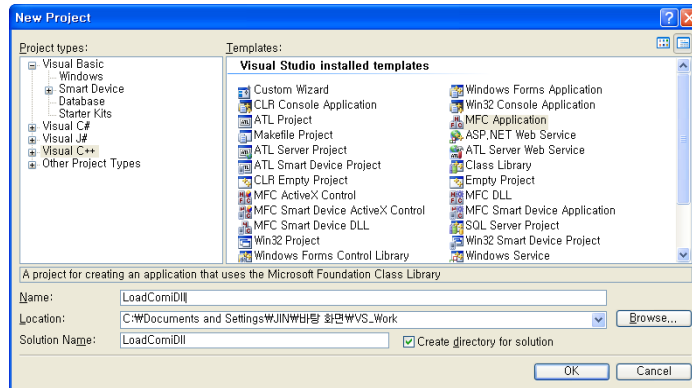 New Project
Project types:
Templates:
Visual Basic
Windows
Smart Device
Database
Starter Kits
Visual C#
Visual J#
Visual C++
Other Project Types
Visual Studio installed templates
Custom Wizard
CLR Console Application
ATL Project
Makefile Project
ATL Server Project
ATL Smart Device Project
CLR Empty Project
MFC ActiveX Control
MFC Smart Device ActiveX Control
MFC Smart Device DLL
Win32 Project
Windows Forms Control Library
Windows Forms Application
Win32 Console Application
MFC Application
ASP.NET Web Service
ATL Server Web Service
Class Library
Empty Project
MFC DLL
MFC Smart Device Application
SQL Server Project
Win32 Smart Device Project
Windows Service
A project for creating an application that uses the Microsoft Foundation Class Library
Name: LoadComiDll
Location: C:₩Documents and Settings₩JIN₩바탕 화면₩VS_Work Browse...
Solution Name: LoadComiDll Create directory for solution
OK Cancel